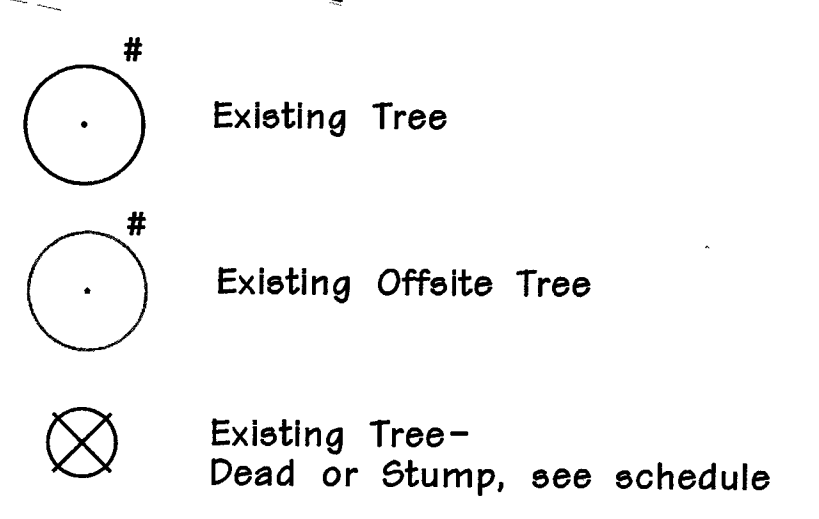 #
Existing Tree
#
Existing Offsite Tree
Existing Tree-
Dead or Stump, see schedule